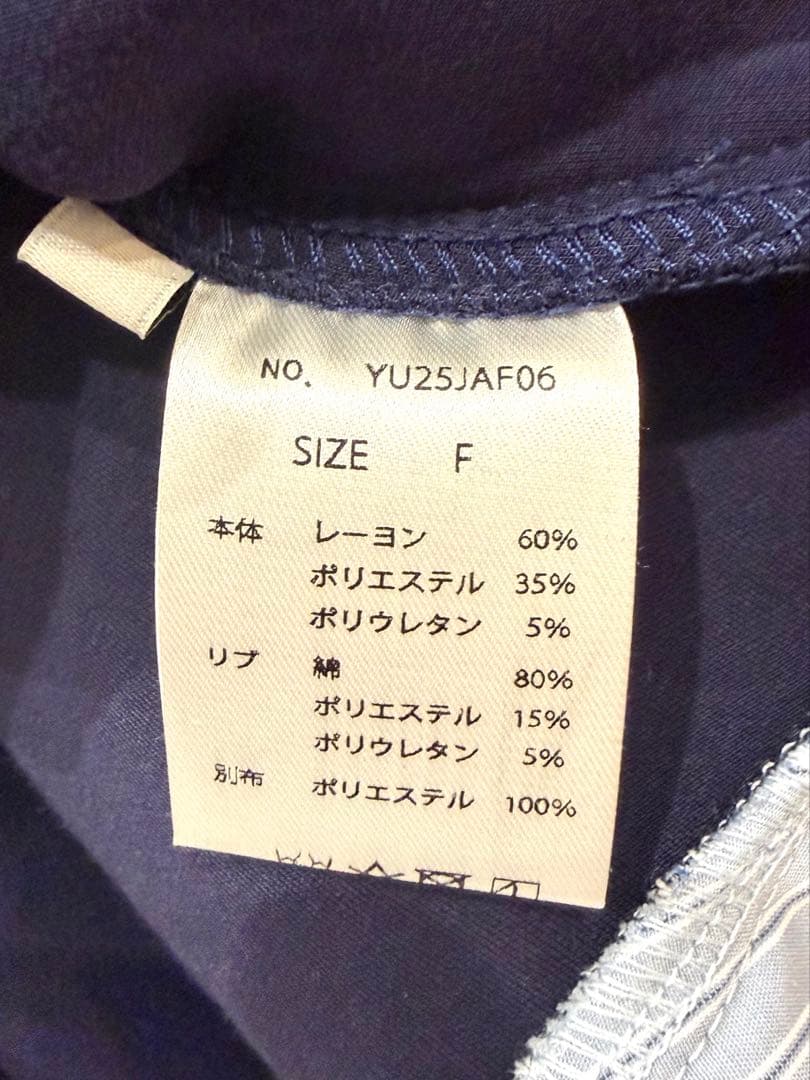 NO. YU25JAF06
SIZE F
本体 レーヨン 60%
ポリエステル 35%
ポリウレタン 5%
リブ 綿 80%
ポリエステル 15%
ポリウレタン 5%
別布 ポリエステル 100%